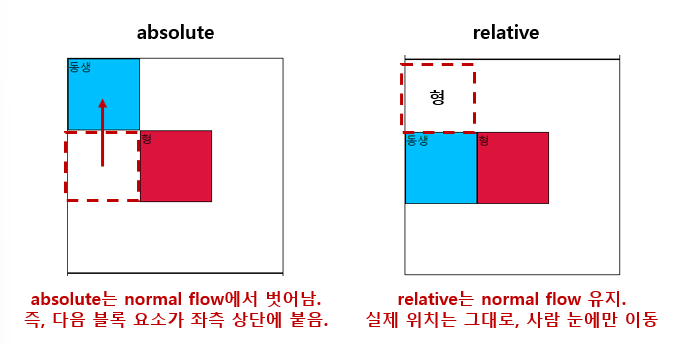 absolute
동생
형
absolute는 normal flow에서 벗어남.
즉, 다음 블록 요소가 좌측 상단에 붙음.
relative
형
동생
형
relative는 normal flow 유지.
실제 위치는 그대로, 사람 눈에만 이동